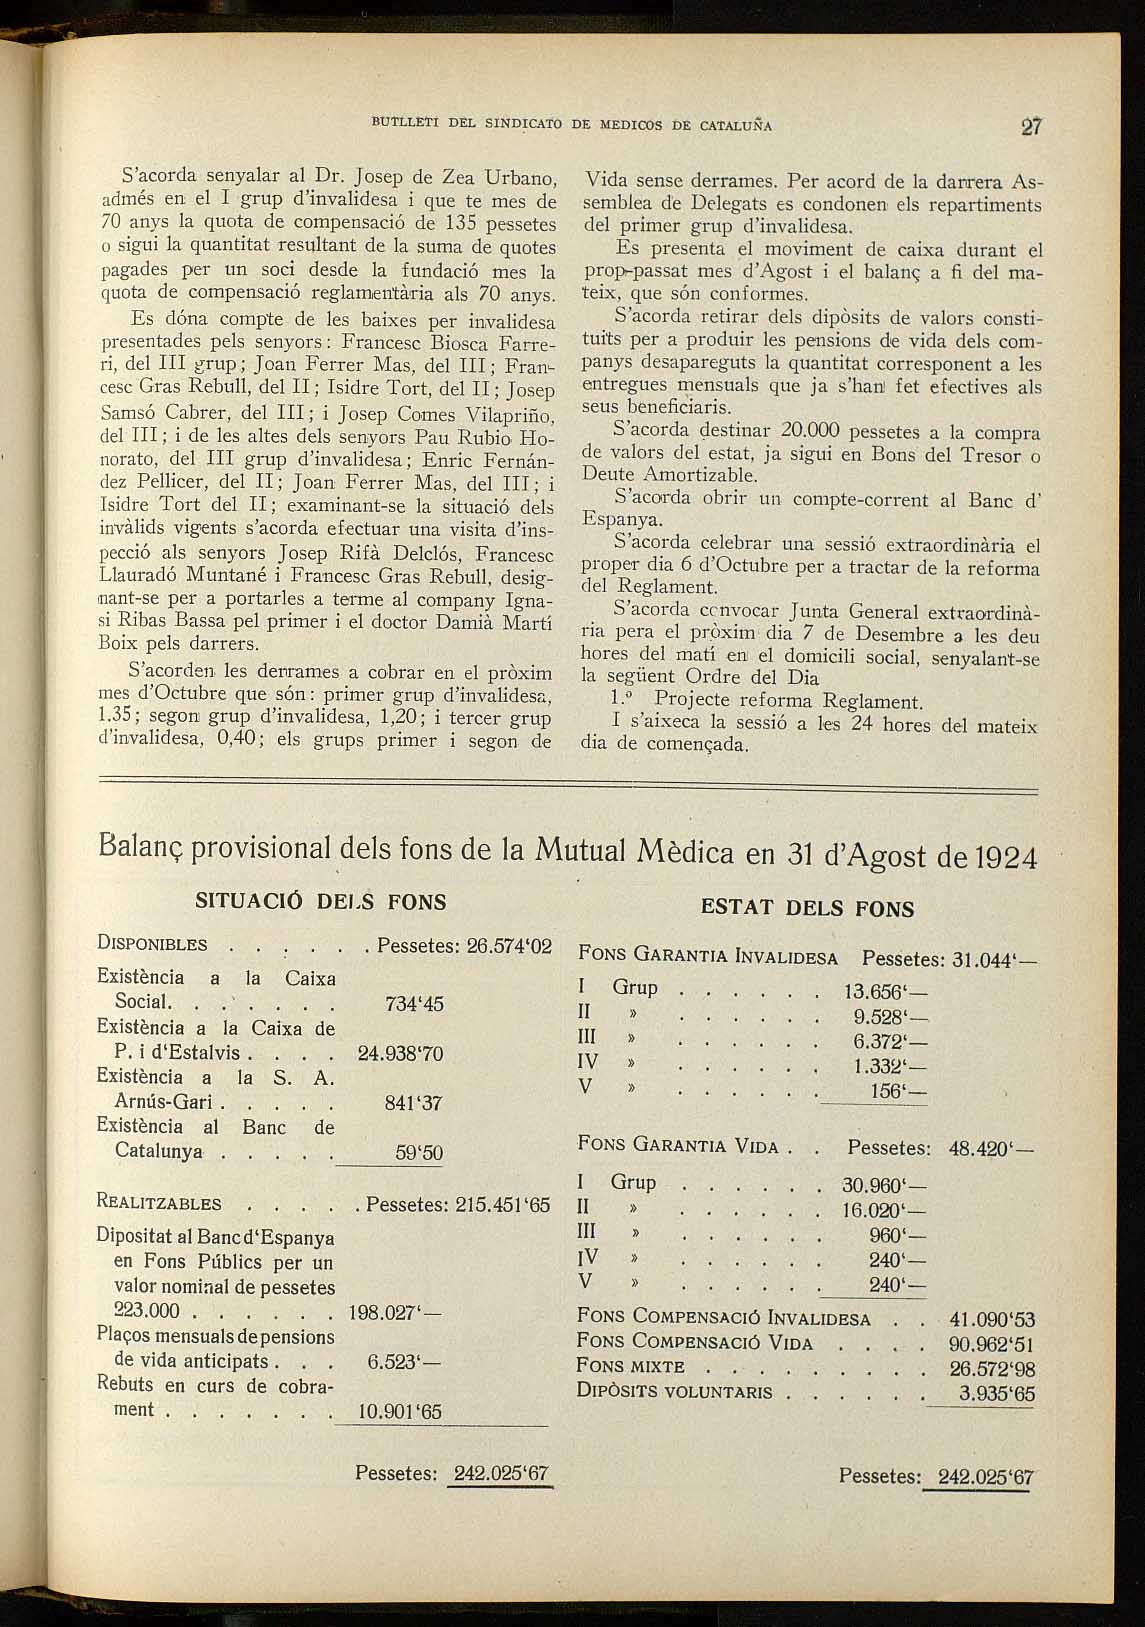 BUTLLETI DEL SINDICATO DE MEDICOS DE CATALUÑA
27
S'acorda senyalar al Dr. Josep de Zea Urbano,
admés en el I grup d'invalidesa i que te mes de
70 anys la quota de compensació de 135 pessetes
o sigui la quantitat resultant de la suma de quotes
pagades per un soci desde la fundació mes la
quota de compensació reglamentària als 70 anys.
Es dóna compte de les baixes per invalidesa
presentades pels senyors: Francesc Biosca Farre-
ri, del III grup; Joan Ferrer Mas, del III; Fran-
cesc Gras Rebull, del II; Isidre Tort, del II; Josep
Samsó Cabrer, del III; i Josep Comes Vilapriño,
del III; i de les altes dels senyors Pau Rubio Ho-
norato, del III grup d'invalidesa; Enric Fernán-
dez Pellicer, del II; Joan Ferrer Mas, del III; i
Isidre Tort del II; examinant-se la situació dels
invàlids vigents s'acorda efectuar una visita d'ins-
pecció als senyors Josep Rifà Delclós, Francesc
Llauradó Muntané i Francesc Gras Rebull, desig-
nant-se per a portarles a terme al company Igna-
si Ribas Bassa pel primer i el doctor Damià Martí
Boix pels darrers.
S'acorden les derrames a cobrar en el pròxim
mes d'Octubre que són: primer grup d'invalidesa,
1.35; segon grup d'invalidesa, 1,20; i tercer grup
d'invalidesa, 0,40; els grups primer i segon de
Vida sense derrames. Per acord de la darrera As-
semblea de Delegats es condonen els repartiments
del primer grup d'invalidesa.
Es presenta el moviment de caixa durant el
prop-passat mes d'Agost i el balanç a fi del ma-
teix, que són conformes.
S'acorda retirar dels dipòsits de valors consti-
tuits per a produir les pensions de vida dels com-
panys desapareguts la quantitat corresponent a les
entregues mensuals que ja s'han fet efectives als
seus beneficiaris.
S'acorda destinar 20.000 pessetes a la compra
de valors del estat, ja sigui en Bons del Tresor o
Deute Amortizable.
S'acorda obrir un compte-corrent al Banc d'
Espanya.
S'acorda celebrar una sessió extraordinària el
proper dia 6 d'Octubre per a tractar de la reforma
del Reglament.
S'acorda convocar Junta General extraordinà-
ria pera el pròxim dia 7 de Desembre a les deu
hores del matí en el domicili social, senyalant-se
la següent Ordre del Dia
1.º Projecte reforma Reglament.
I s'aixeca la sessió a les 24 hores del mateix
dia de començada.
Balanç provisional dels fons de la Mutual Mèdica en 31 d'Agost de 1924
SITUACIÓ DELS FONS
DISPONIBLES . . . . . . Pessetes: 26.574'02
Existència a la Caixa
Social. . . . . . . 734'45
Existència a la Caixa de
P. i d'Estalvis . . . . 24.938'70
Existència a la S. A.
Arnús-Gari . . . . . 841'37
Existència al Banc de
Catalunya . . . . . 59'50
REALITZABLES . . . . . Pessetes: 215.451'65
Dipositat al Banc d'Espanya
en Fons Públics per un
valor nominal de pessetes
223.000 . . . . . . 198.027'—
Plaços mensuals de pensions
de vida anticipats . . . 6.523'—
Rebuts en curs de cobra-
ment . . . . . . . 10.901'65
Pessetes: 242.025'67
ESTAT DELS FONS
FONS GARANTIA INVALIDESA Pessetes: 31.044'—
I Grup . . . . . . 13.656'—
II » . . . . . . 9.528'—
III » . . . . . . 6.372'—
IV » . . . . . . 1.332'—
V » . . . . . . 156'—
FONS GARANTIA VIDA . . Pessetes: 48.420'—
I Grup . . . . . . 30.960'—
II » . . . . . . 16.020'—
III » . . . . . . 960'—
IV » . . . . . . 240'—
V » . . . . . . 240'—
FONS COMPENSACIÓ INVALIDESA . . 41.090'53
FONS COMPENSACIÓ VIDA . . . . 90.962'51
FONS MIXTE . . . . . . . . . 26.572'98
DIPÒSITS VOLUNTARIS . . . . . . 3.935'65
Pessetes: 242.025'67